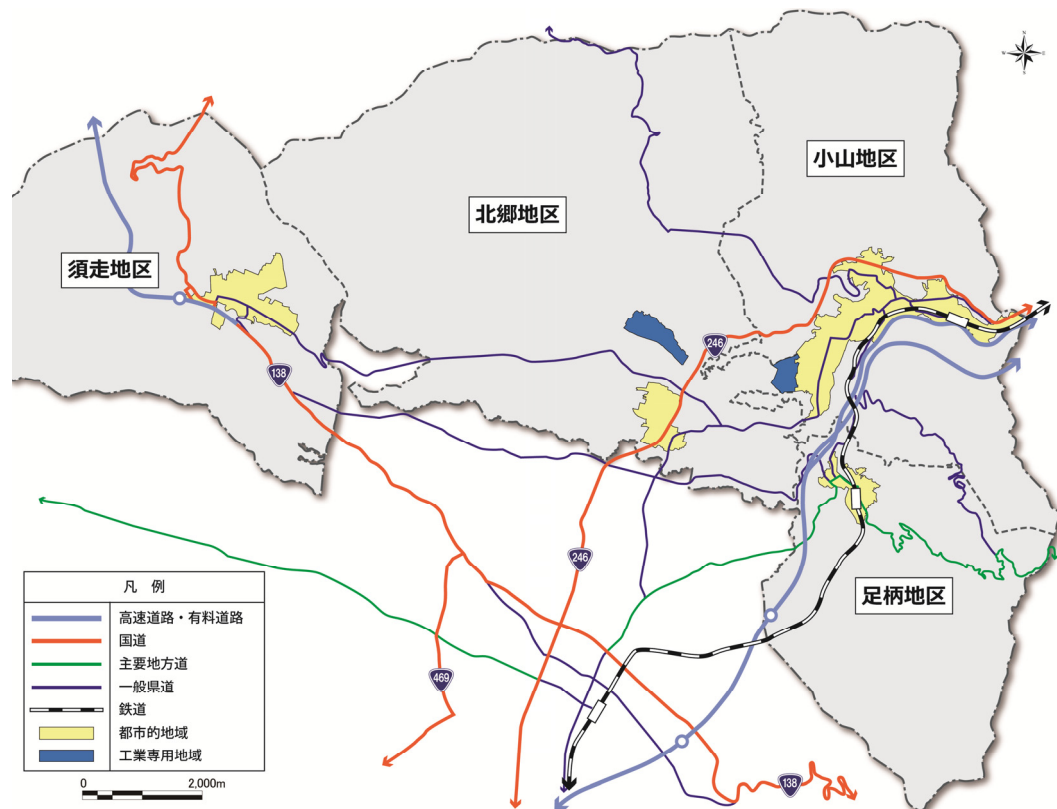 N
E
S
W
小山地区
北郷地区
須走地区
246
138
246
足柄地区
469
138
凡 例
高速道路・有料道路
国道
主要地方道
一般県道
鉄道
都市的地域
工業専用地域
0 2,000m